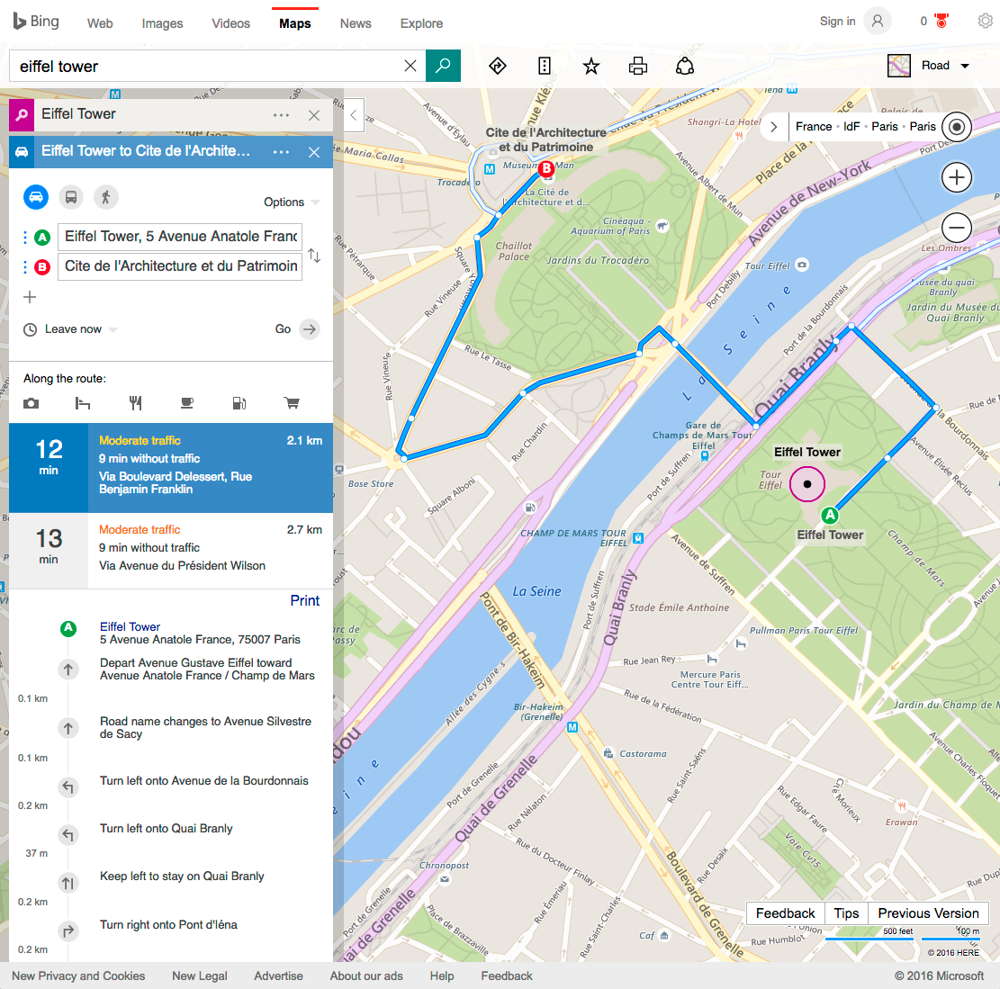 Bing
Web
Images
Videos
Maps
News
Explore
Sign in
0
eiffel tower
Road
Eiffel Tower
Eiffel Tower to Cite de l'Archite...
Options
A
Eiffel Tower, 5 Avenue Anatole Franc
B
Cite de l'Architecture et du Patrimoin
Leave now
Go
Along the route:
12
min
Moderate traffic
2.1 km
9 min without traffic
Via Boulevard Delessert, Rue
Benjamin Franklin
13
min
Moderate traffic
2.7 km
9 min without traffic
Via Avenue du Président Wilson
Print
A
Eiffel Tower
5 Avenue Anatole France, 75007 Paris
Depart Avenue Gustave Eiffel toward
Avenue Anatole France / Champ de Mars
0.1 km
Road name changes to Avenue Silvestre
de Sacy
0.1 km
Turn left onto Avenue de la Bourdonnais
0.2 km
Turn left onto Quai Branly
37 m
Keep left to stay on Quai Branly
0.2 km
Turn right onto Pont d'Iéna
0.2 km
France · IdF · Paris · Paris
Cite de l'Architecture
et du Patrimoine
B
La Cité de
l'Architecture et d...
Trocadéro
Avenue d'Eylau
Shangri-La Hotel
Iéna
Place de la
Avenue de New-York
Avenue Albert de Mun
Cinéaqua -
Aquarium of Paris
Jardins du Trocadéro
Chaillot
Palace
Rue Pétrarque
Rue Vineuse
Rue Vineuse
Rue Le Tasse
Rue Chardin
Square Alboni
Bose Store
Port Debilly
Tour Eiffel
Port de la Bourdonnais
Les Ombres
Musée du quai
Branly
Jardin du Musée du
Quai Branly
La Seine
Quai Branly
Gare de
Champs de Mars Tour
Eiffel
Port de Suffren
Eiffel Tower
Tour
Eiffel
A
Eiffel Tower
Avenue Élisée Reclus
CHAMP DE MARS TOUR
EIFFEL
Avenue de Suffren
Champ de Mars
La Seine
Port de Suffren
Quai Branly
Stade Émile Anthoine
Pullman Paris Tour Eiffel
Pont de Bir-Hakeim
Rue Jean Rey
Mercure Paris
Centre Tour Eiff...
Rue de la Fédération
Allée des Cygnes
Bir-Hakeim
(Grenelle)
M
Jardin du Champ de M
Castorama
Avenue Charles Floquet
Port de Grenelle
Quai de Grenelle
Rue Saint-Saëns
Rue Nélaton
Rue Edgar Faure
Cité Morieux
Erawan
Voie Cv15
Rue du Docteur Finlay
Rue Desaix
Boulevard de Grenelle
Chronopost
Port de Grenelle
Rue Émeriau
Rue Saint-Charles
Place de Brazzaville
Caf
Rue Humblot
Feedback
Tips
Previous Version
500 feet
100 m
© 2016 HERE
New Privacy and Cookies
New Legal
Advertise
About our ads
Help
Feedback
© 2016 Microsoft